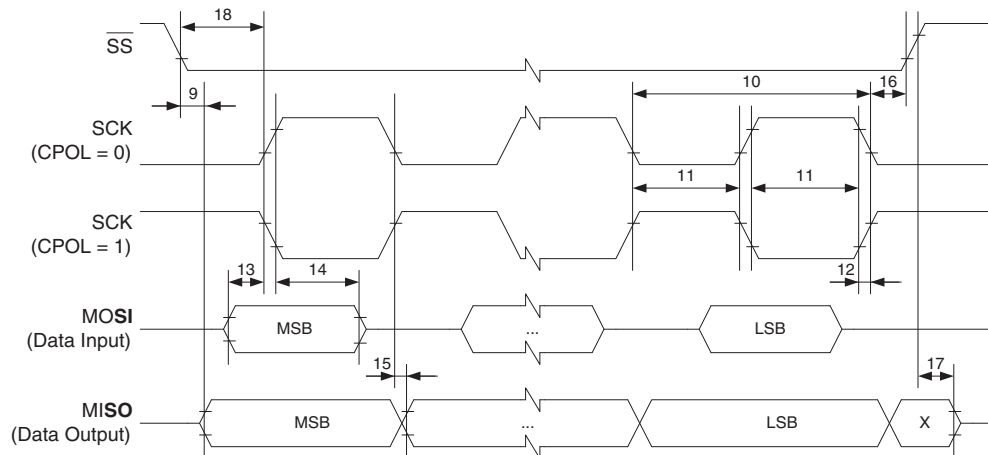 18
SS
9
10
16
SCK
(CPOL = 0)
11
11
SCK
(CPOL = 1)
13
14
12
MOSI
(Data Input)
MSB
...
LSB
15
17
MISO
(Data Output)
MSB
...
LSB
X